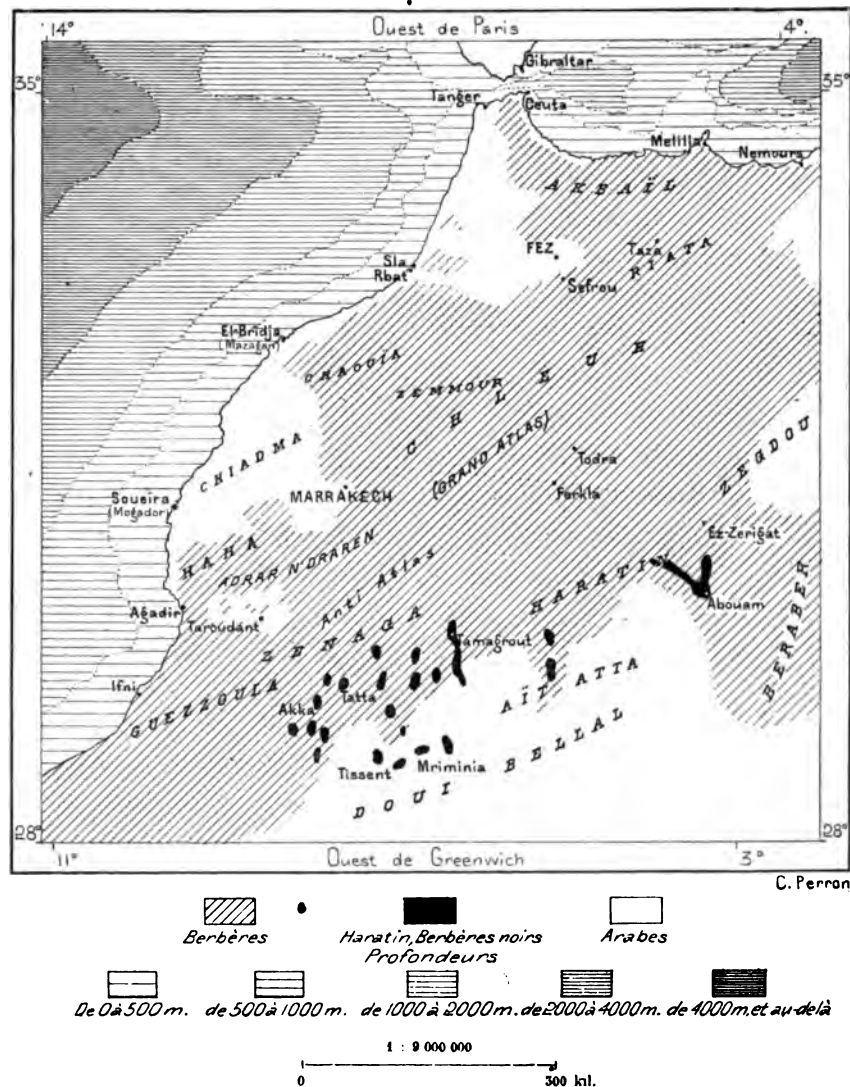 14° Ouest de Paris 4°
Gibraltar
35° 35°
Tanger
Ceuta
Melilla
Nemours
AKBAÏL
FEZ
Taza
RIATA
Sla
Rbat
Sefrou
El-Bridja
(Mazagan)
CHAOUÏA
ZEMMOUR
CHLEUH
CHIADMA
(GRAND ATLAS)
Todra
ZEGDOU
MARRAKECH
Ferkla
Soueira
(Mogador)
Ez-Zerigat
HAHA
ADRAR N'DRAREN
Anti Atlas
HARATIN
Abouam
BERABER
Agadir
Taroudánt
ZENAGA
Tamagrout
Ifni
GUEZZOULA
Akka
Tatta
AÏT ATTA
Tissent
Mriminia
DOUI BELLAL
28° 28°
11° Ouest de Greenwich 3°
C. Perron
Berbères Haratin, Berbères noirs Arabes
Profondeurs
De 0 à 500 m. de 500 à 1000 m. de 1000 à 2000 m. de 2000 à 4000 m. de 4000 m, et au-delà
1 : 9 000 000
0 300 kil.